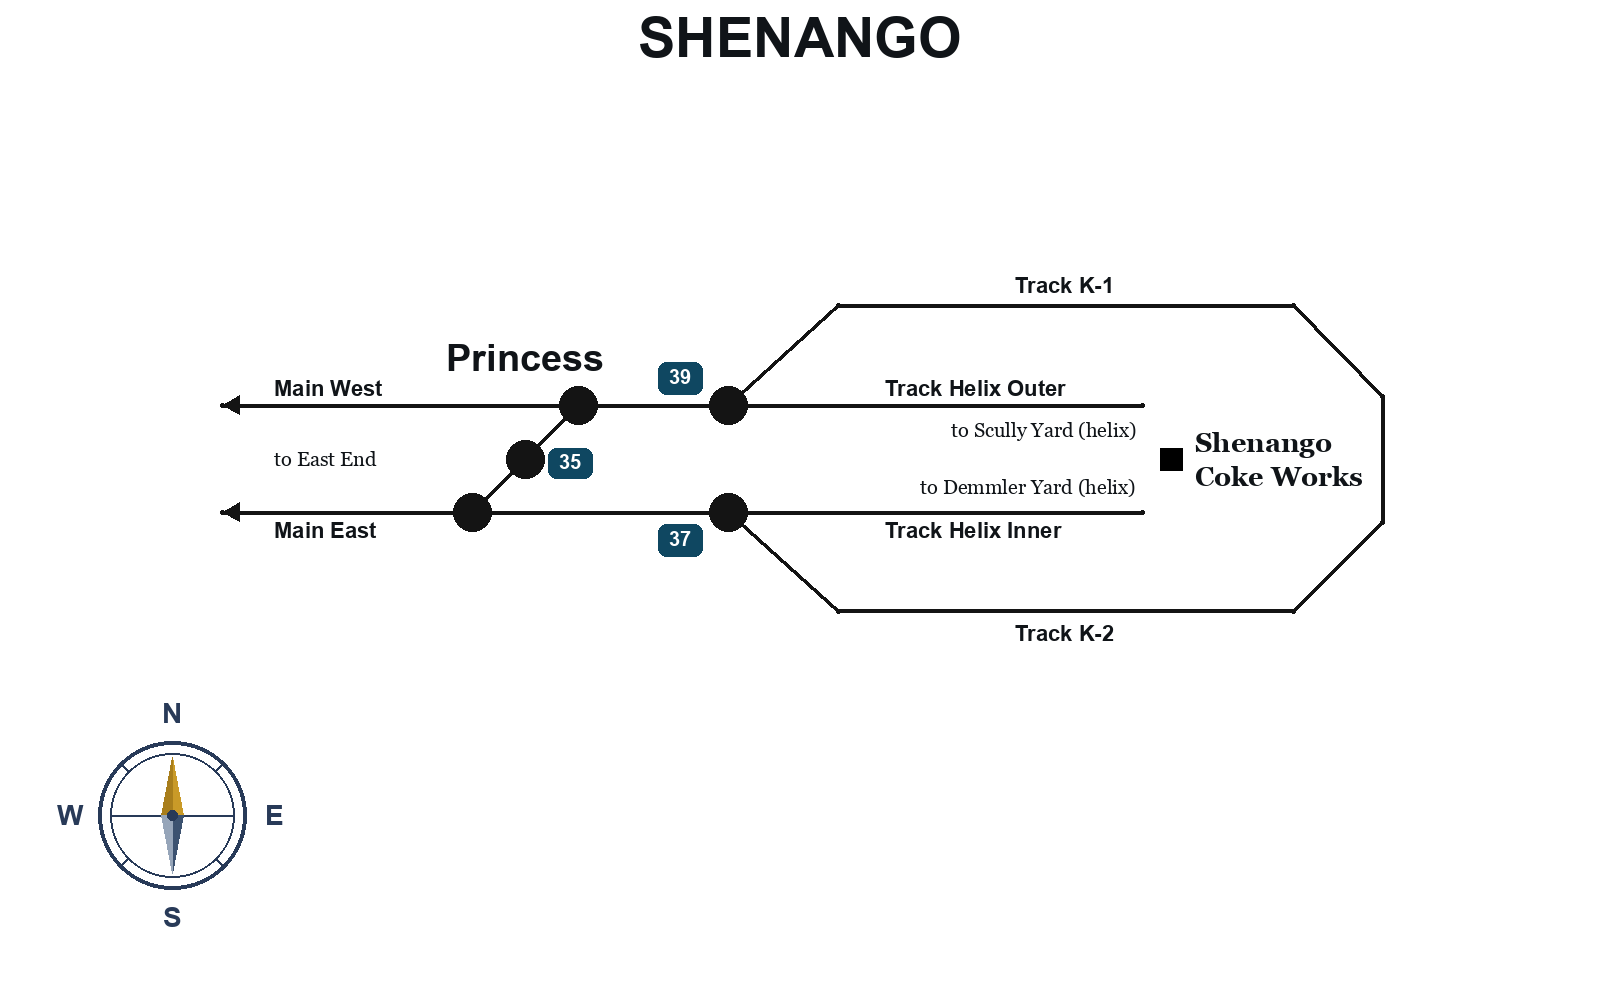 SHENANGO
Track K-1
Princess
39
Main West
Track Helix Outer
to Scully Yard (helix)
Shenango
Coke Works
to East End
35
to Demmler Yard (helix)
Main East
37
Track Helix Inner
Track K-2
N
W
E
S